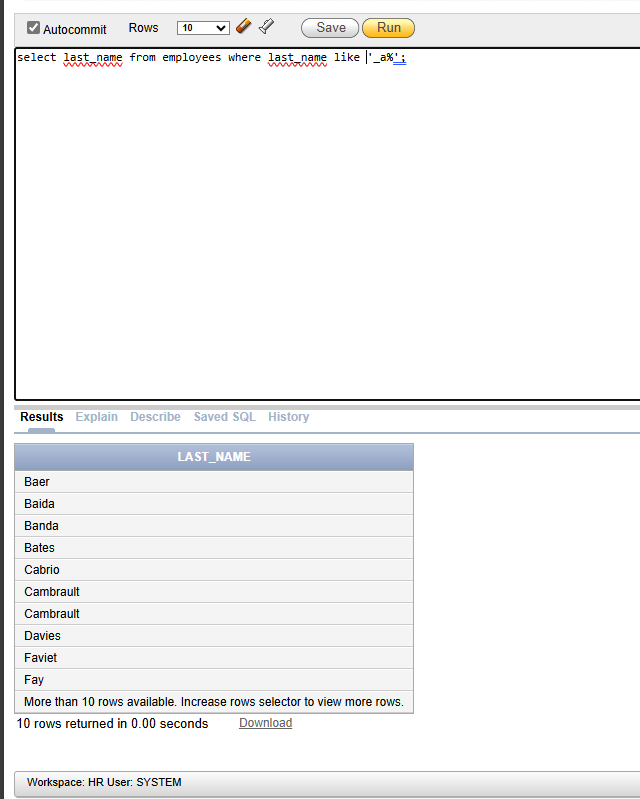 Autocommit Rows 10 Save Run
select last_name from employees where last_name like '_a%';
Results Explain Describe Saved SQL History
LAST_NAME
Baer
Baida
Banda
Bates
Cabrio
Cambrault
Cambrault
Davies
Faviet
Fay
More than 10 rows available. Increase rows selector to view more rows.
10 rows returned in 0.00 seconds Download
Workspace: HR User: SYSTEM